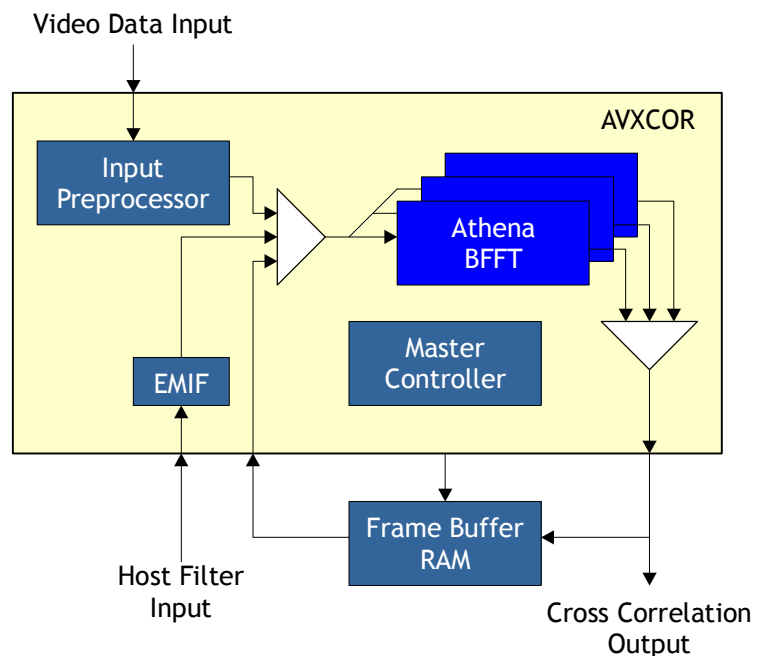 Video Data Input
AVXCOR
Input
Preprocessor
Athena
BFFT
Master
Controller
EMIF
Frame Buffer
RAM
Host Filter
Input
Cross Correlation
Output